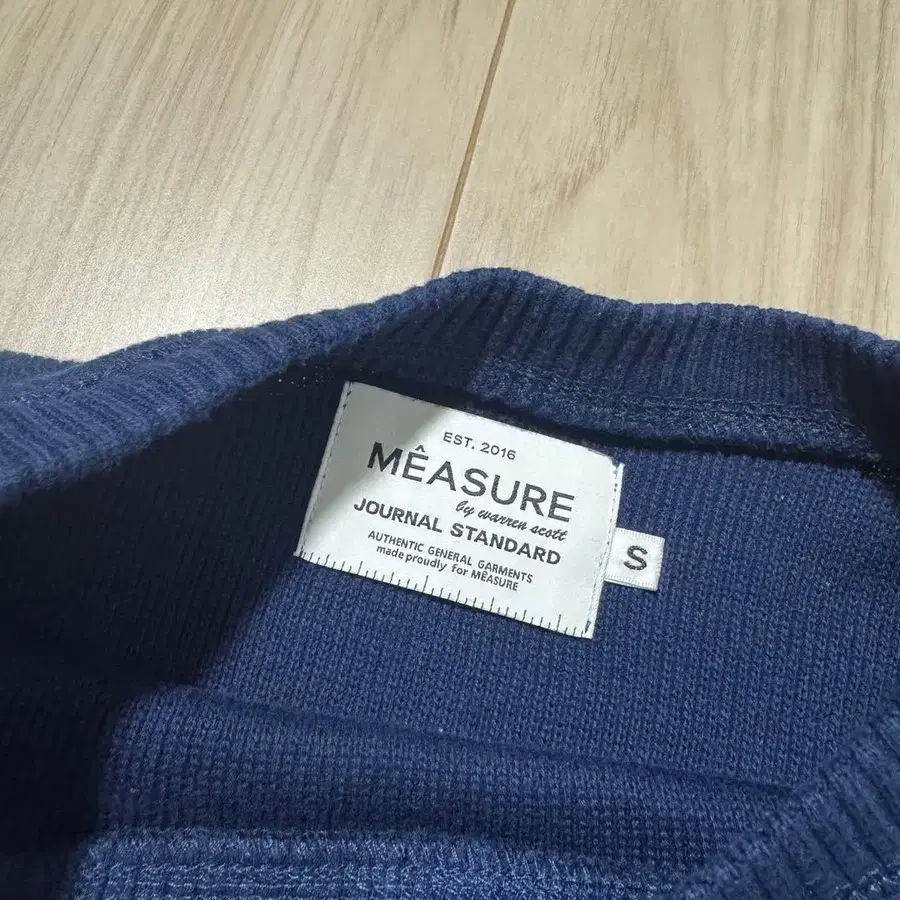 EST. 2016
MÊASURE
by warren scott
JOURNAL STANDARD
AUTHENTIC GENERAL GARMENTS
made proudly for MÊASURE
S